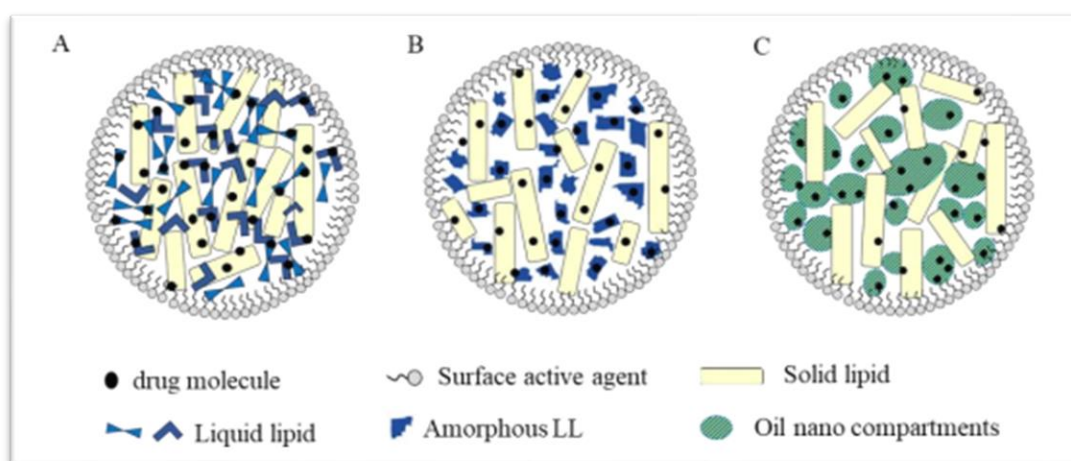 A
B
C
drug molecule
Surface active agent
Solid lipid
Liquid lipid
Amorphous LL
Oil nano compartments